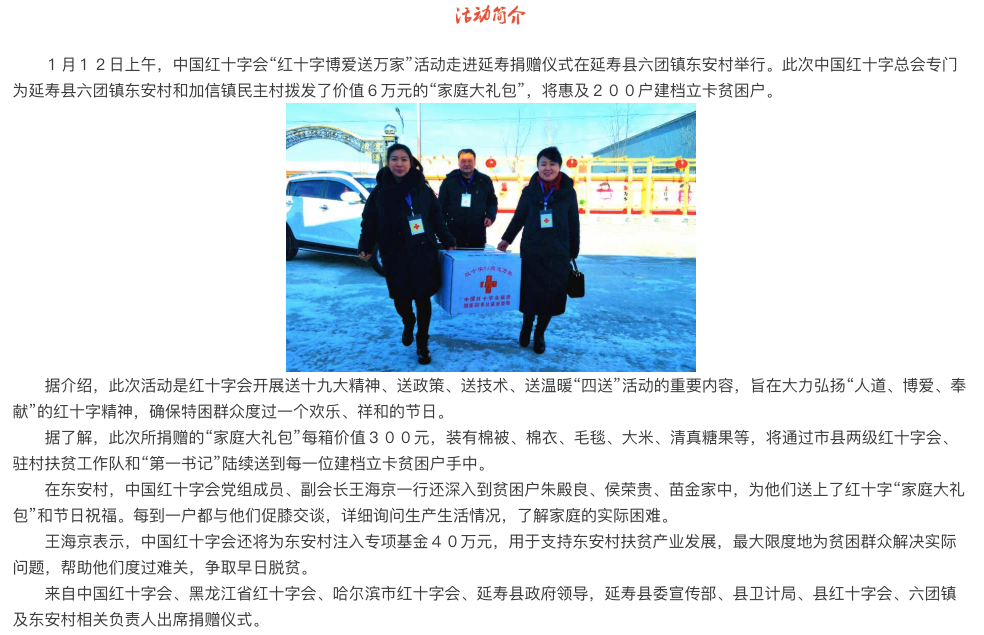 活动简介
１月１２日上午，中国红十字会“红十字博爱送万家”活动走进延寿捐赠仪式在延寿县六团镇东安村举行。此次中国红十字总会专门
为延寿县六团镇东安村和加信镇民主村拨发了价值６万元的“家庭大礼包”，将惠及２００户建档立卡贫困户。
据介绍，此次活动是红十字会开展送十九大精神、送政策、送技术、送温暖“四送”活动的重要内容，旨在大力弘扬“人道、博爱、奉
献”的红十字精神，确保特困群众度过一个欢乐、祥和的节日。
据了解，此次所捐赠的“家庭大礼包”每箱价值３００元，装有棉被、棉衣、毛毯、大米、清真糖果等，将通过市县两级红十字会、
驻村扶贫工作队和“第一书记”陆续送到每一位建档立卡贫困户手中。
在东安村，中国红十字会党组成员、副会长王海京一行还深入到贫困户朱殿良、侯荣贵、苗金家中，为他们送上了红十字“家庭大礼
包”和节日祝福。每到一户都与他们促膝交谈，详细询问生产生活情况，了解家庭的实际困难。
王海京表示，中国红十字会还将为东安村注入专项基金４０万元，用于支持东安村扶贫产业发展，最大限度地为贫困群众解决实际
问题，帮助他们度过难关，争取早日脱贫。
来自中国红十字会、黑龙江省红十字会、哈尔滨市红十字会、延寿县政府领导，延寿县委宣传部、县卫计局、县红十字会、六团镇
及东安村相关负责人出席捐赠仪式。